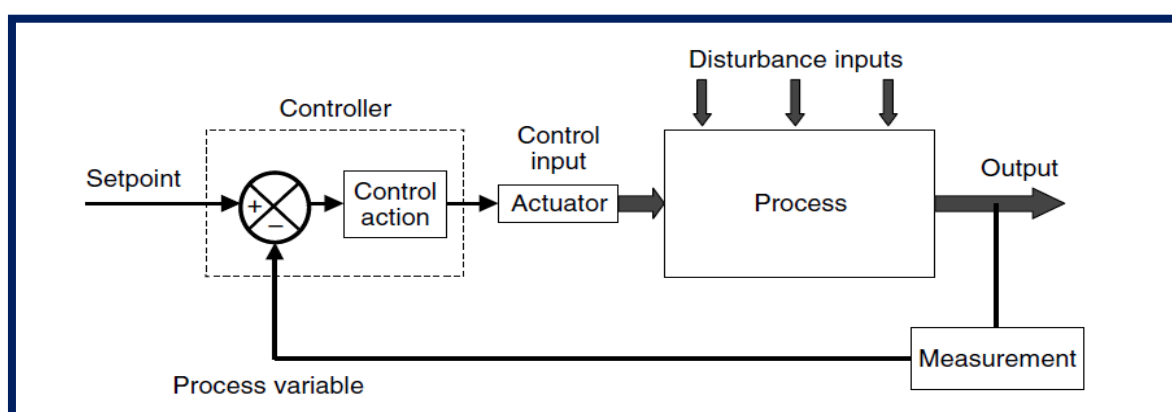 Disturbance inputs
Controller
Control
input
Setpoint
+
−
Control
action
Actuator
Process
Output
Measurement
Process variable